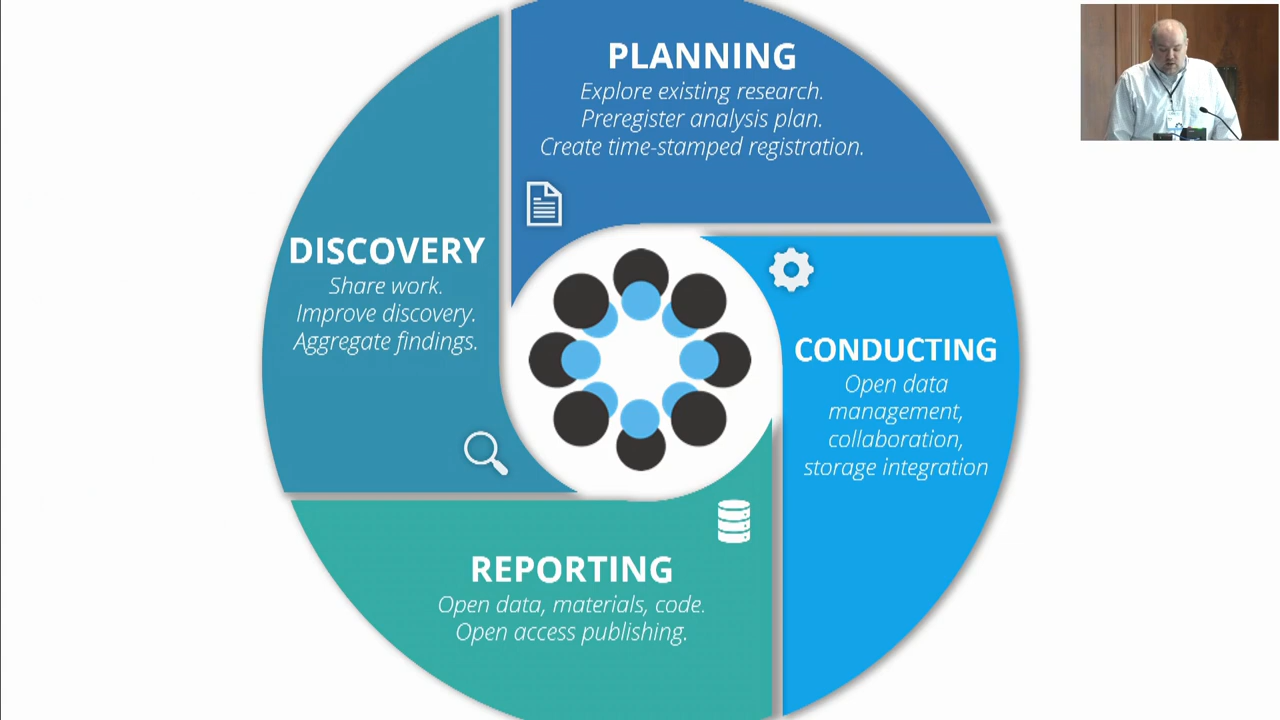 PLANNING
Explore existing research.
Preregister analysis plan.
Create time-stamped registration.
CONDUCTING
Open data
management,
collaboration,
storage integration
REPORTING
Open data, materials, code.
Open access publishing.
DISCOVERY
Share work.
Improve discovery.
Aggregate findings.